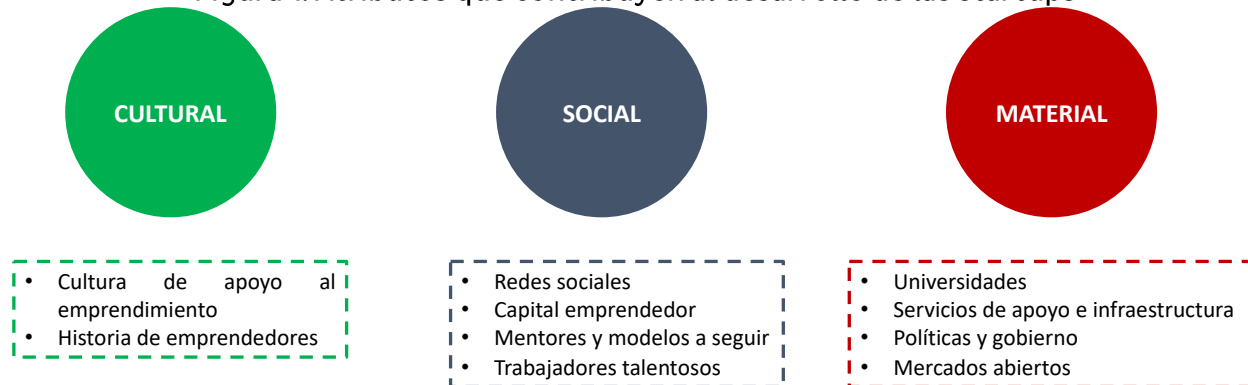 CULTURAL
SOCIAL
MATERIAL
• Cultura de apoyo al
emprendimiento
• Historia de emprendedores
• Redes sociales
• Capital emprendedor
• Mentores y modelos a seguir
• Trabajadores talentosos
• Universidades
• Servicios de apoyo e infraestructura
• Políticas y gobierno
• Mercados abiertos